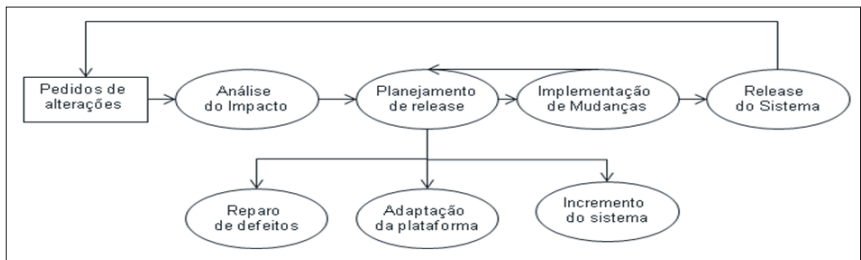 Pedidos de
alterações
Análise
do Impacto
Planejamento
de release
Implementação
de Mudanças
Release
do Sistema
Reparo
de defeitos
Adaptação
da plataforma
Incremento
do sistema